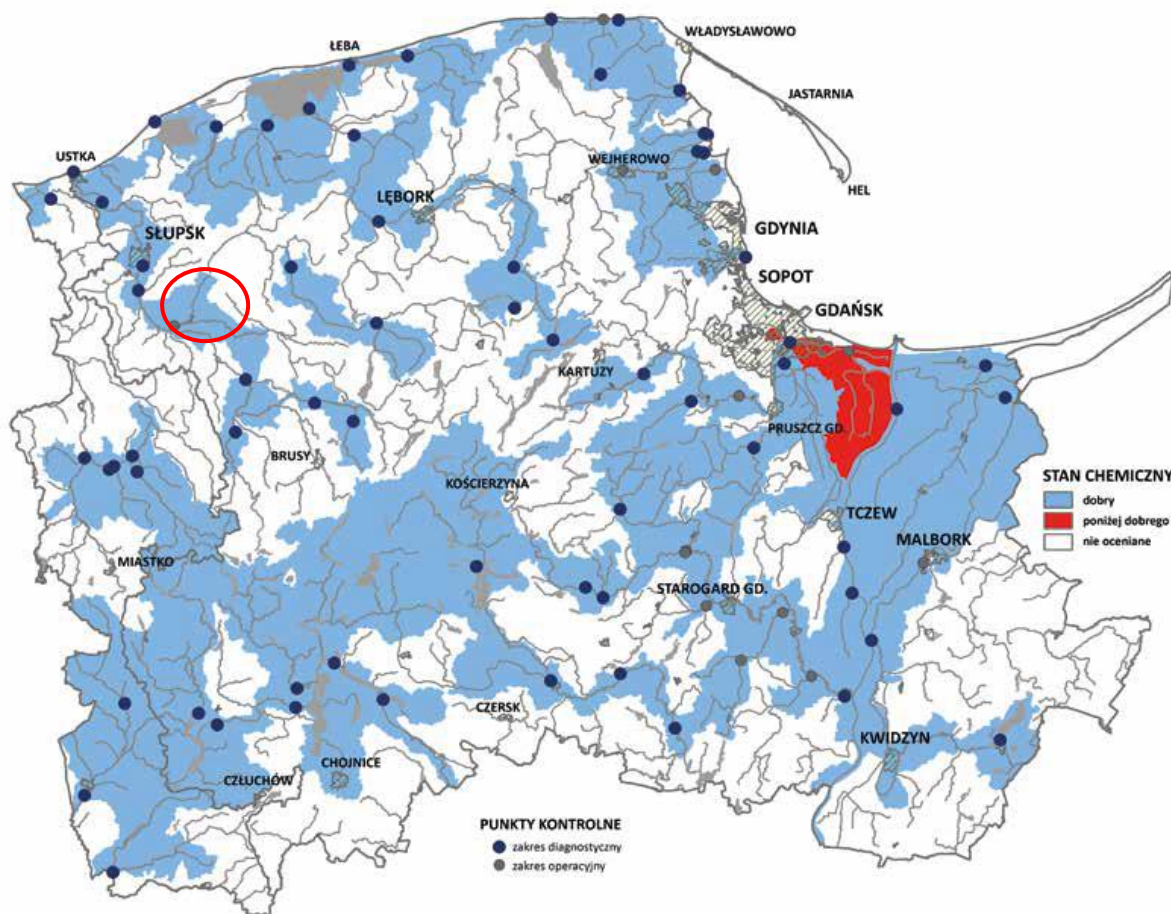 WŁADYSŁAWOWO
ŁEBA
JASTARNIA
USTKA
WEJHEROWO
HEL
LĘBORK
GDYNIA
SŁUPSK
SOPOT
GDAŃSK
KARTUZY
PRUSZCZ GD.
BRUSY
KOŚCIERZYNA
STAN CHEMICZNY
dobry
poniżej dobrego
nie oceniane
TCZEW
MALBORK
MIASTKO
STAROGARD GD.
CZERSK
KWIDZYN
CHOJNICE
CZŁUCHÓW
PUNKTY KONTROLNE
zakres diagnostyczny
zakres operacyjny